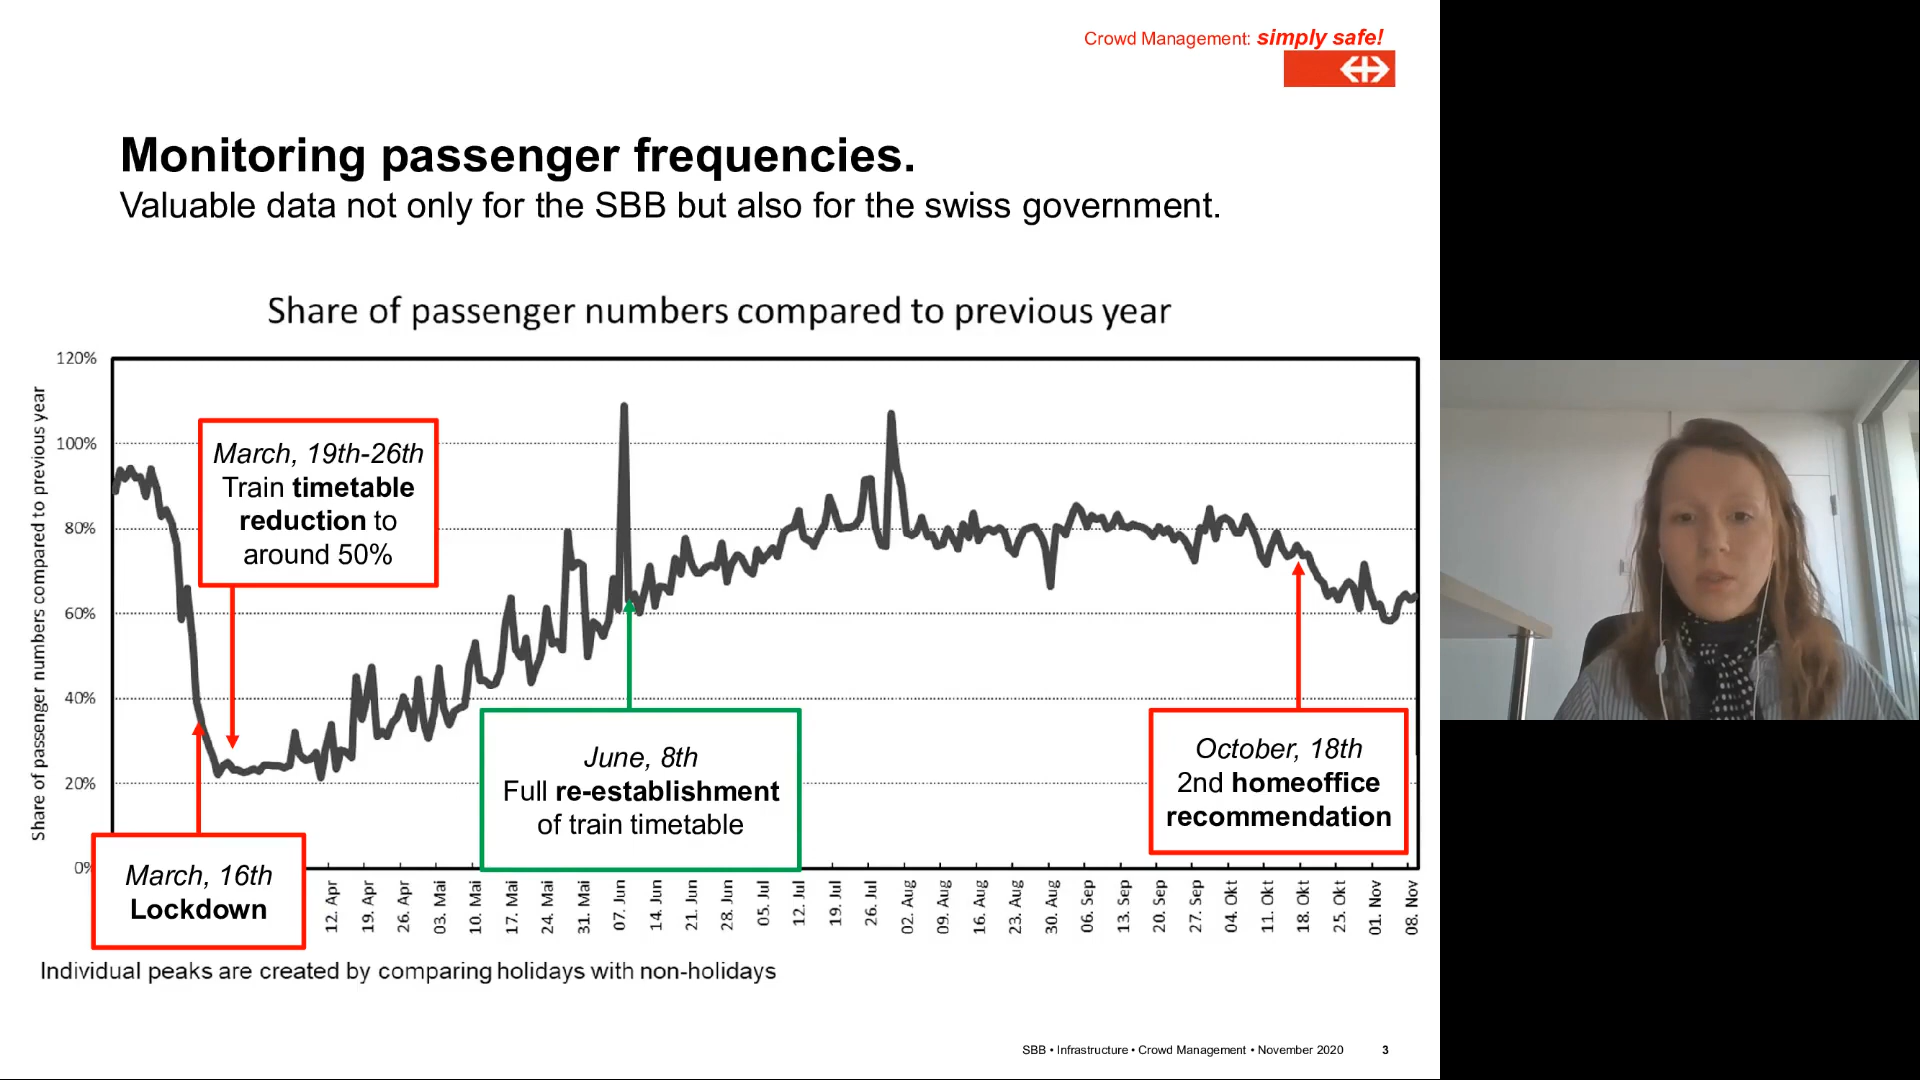 Crowd Management: simply safe!
Monitoring passenger frequencies.
Valuable data not only for the SBB but also for the swiss government.
Share of passenger numbers compared to previous year
Share of passenger numbers compared to previous year
120%
100%
80%
60%
40%
20%
0%
March, 19th-26th
Train timetable
reduction to
around 50%
March, 16th
Lockdown
June, 8th
Full re-establishment
of train timetable
October, 18th
2nd homeoffice
recommendation
12. Apr
19. Apr
26. Apr
03. Mai
10. Mai
17. Mai
24. Mai
31. Mai
07. Jun
14. Jun
21. Jun
28. Jun
05. Jul
12. Jul
19. Jul
26. Jul
02. Aug
09. Aug
16. Aug
23. Aug
30. Aug
06. Sep
13. Sep
20. Sep
27. Sep
04. Okt
11. Okt
18. Okt
25. Okt
01. Nov
08. Nov
Individual peaks are created by comparing holidays with non-holidays
SBB • Infrastructure • Crowd Management • November 2020 3